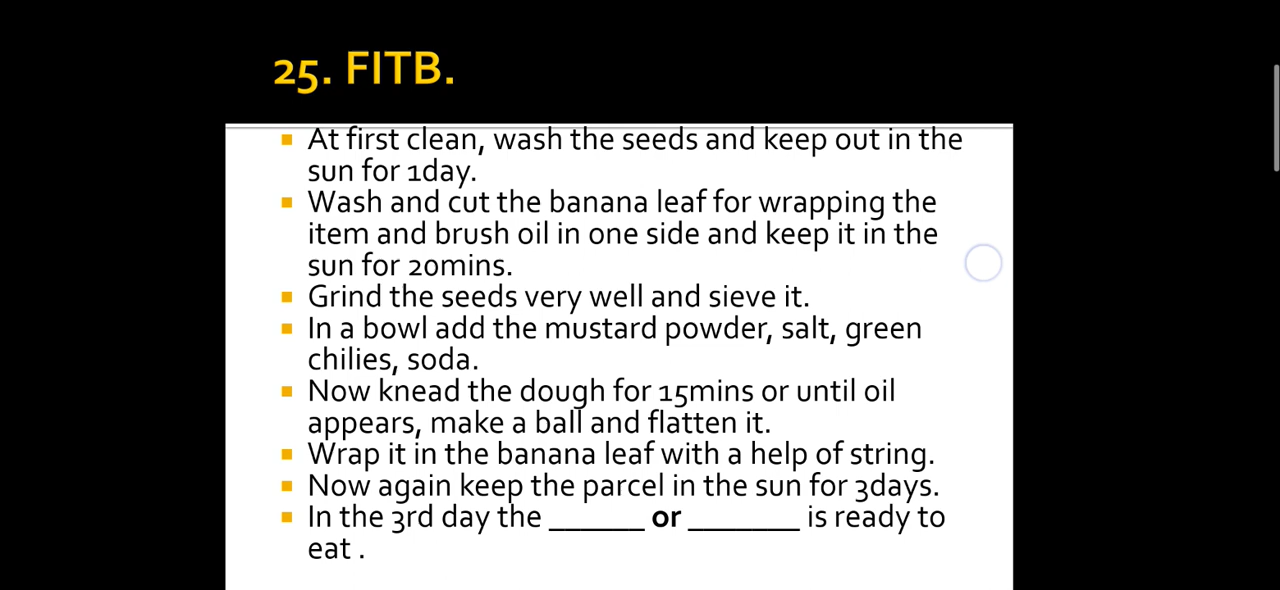 25. FITB.
At first clean, wash the seeds and keep out in the
sun for 1day.
Wash and cut the banana leaf for wrapping the
item and brush oil in one side and keep it in the
sun for 20mins.
Grind the seeds very well and sieve it.
In a bowl add the mustard powder, salt, green
chilies, soda.
Now knead the dough for 15mins or until oil
appears, make a ball and flatten it.
Wrap it in the banana leaf with a help of string.
Now again keep the parcel in the sun for 3days.
In the 3rd day the ______ or _______ is ready to
eat .